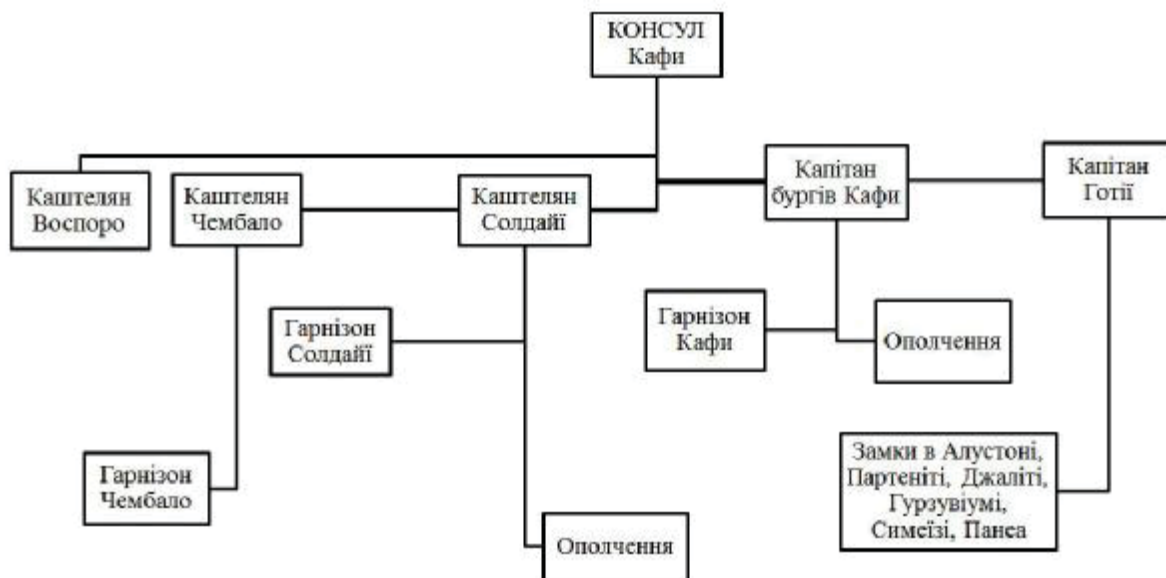 КОНСУЛ
Кафи
Каштелян
Воспоро
Каштелян
Чембало
Каштелян
Солдайї
Капітан
бургів Кафи
Капітан
Готії
Гарнізон
Солдайї
Гарнізон
Кафи
Ополчення
Гарнізон
Чембало
Замки в Алустоні,
Партеніті, Джаліті,
Гурзувіумі,
Симеїзі, Панеа
Ополчення